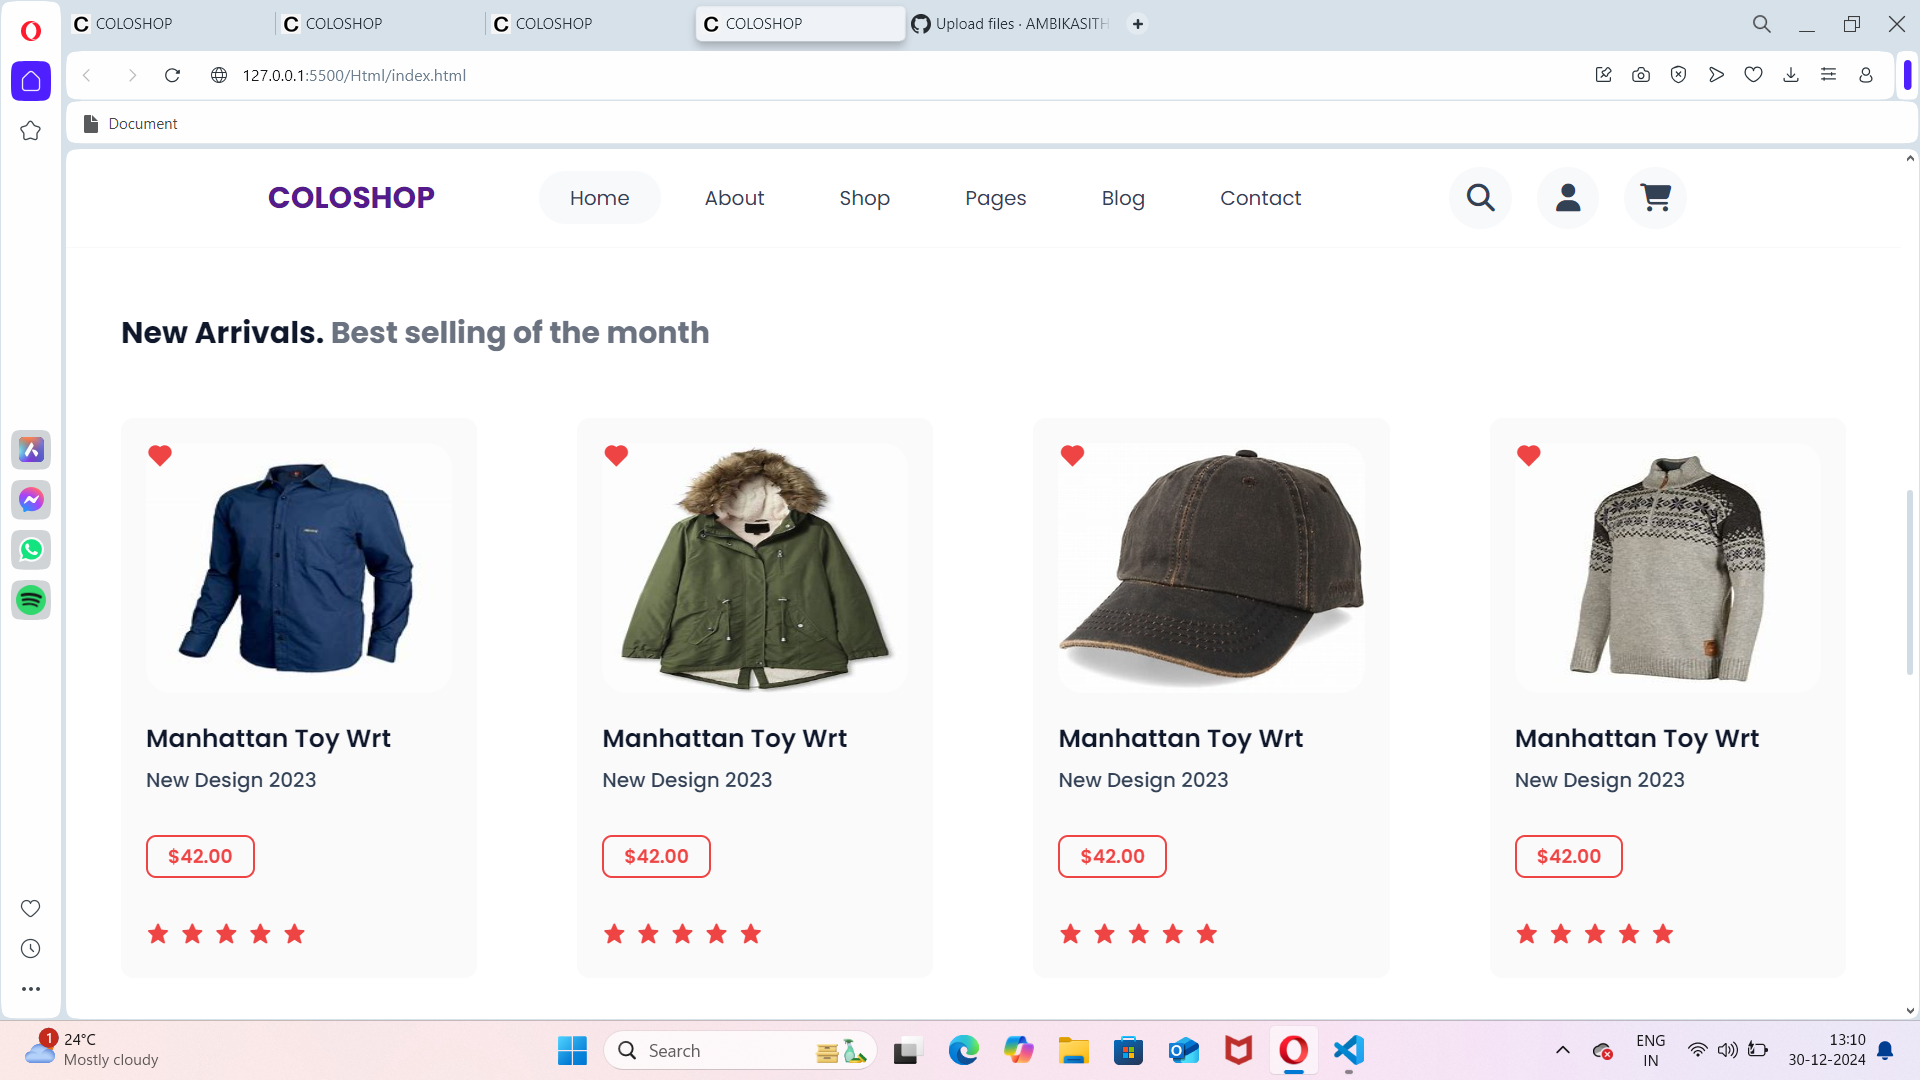 COLOSHOP
COLOSHOP
COLOSHOP
COLOSHOP
Upload files · AMBIKASITH
127.0.0.1:5500/Html/index.html
Document
COLOSHOP
Home
About
Shop
Pages
Blog
Contact
New Arrivals. Best selling of the month
Manhattan Toy Wrt
New Design 2023
$42.00
Manhattan Toy Wrt
New Design 2023
$42.00
Manhattan Toy Wrt
New Design 2023
$42.00
Manhattan Toy Wrt
New Design 2023
$42.00
1
24°C
Mostly cloudy
Search
ENG
IN
13:10
30-12-2024